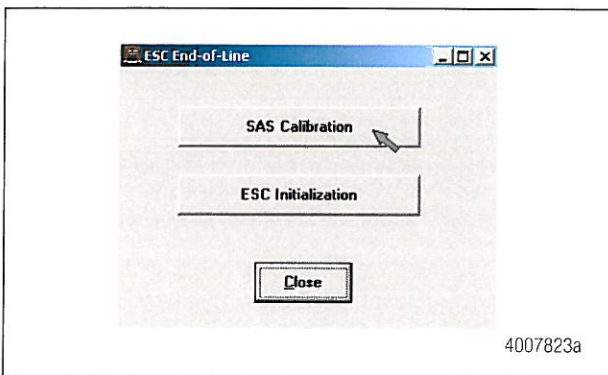 ESC End-of-Line
SAS Calibration
ESC Initialization
Close
4007823a